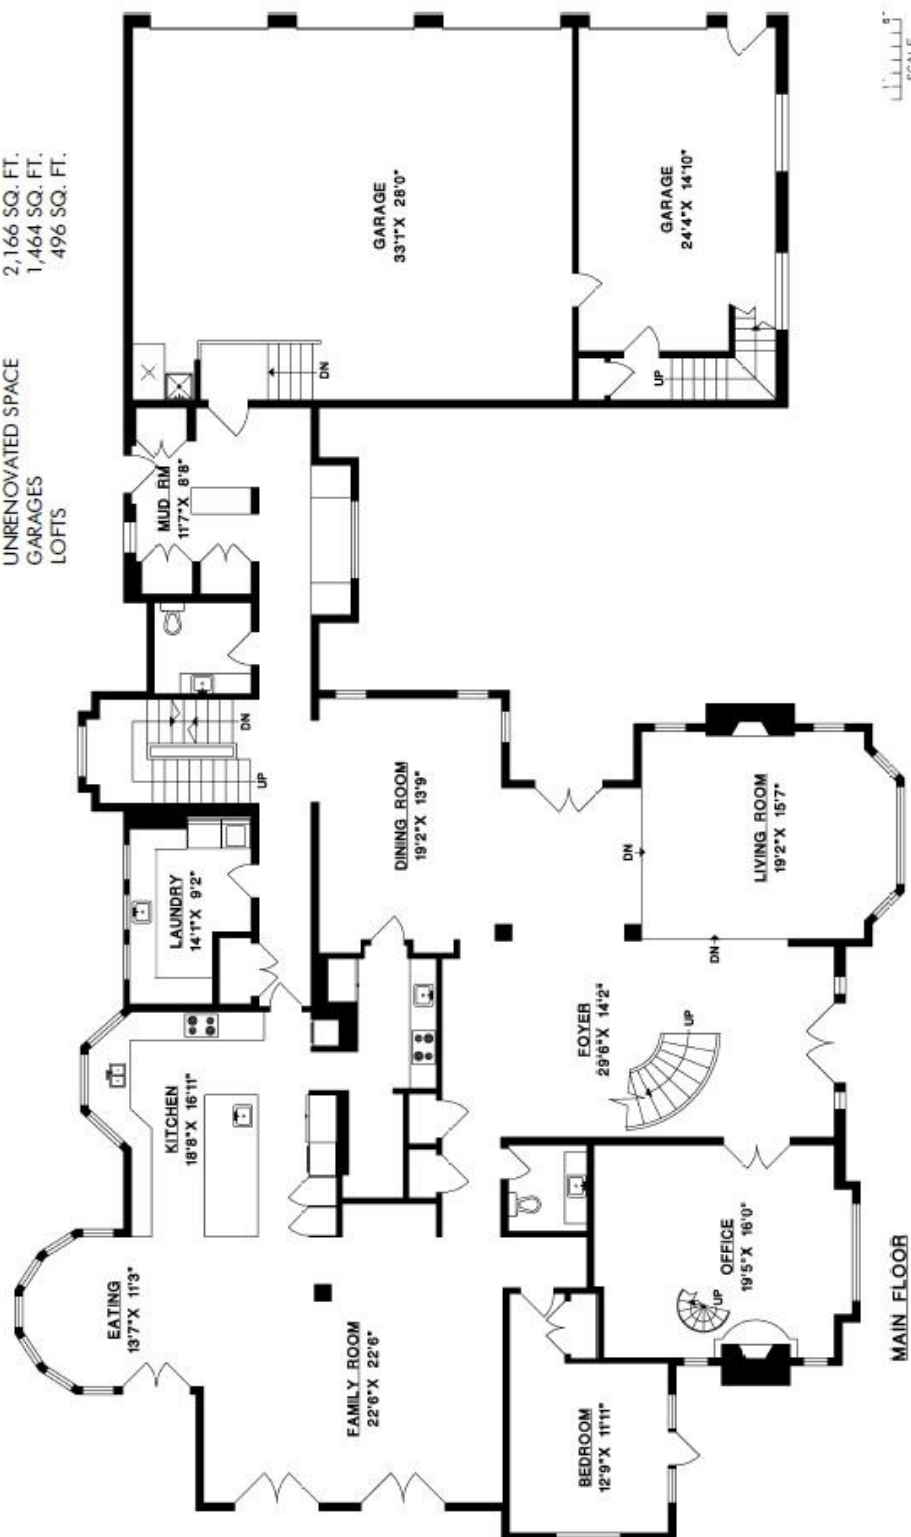 UNRENOVATED SPACE 2,166 SQ. FT.
GARAGES 1,464 SQ. FT.
LOFTS 496 SQ. FT.
EATING
13'7"X 11'3"
KITCHEN
18'8"X 16'11"
LAUNDRY
14'1"X 9'2"
UP
DN
MUD RM
11'7"X 8'8"
DN
GARAGE
33'1"X 28'0"
FAMILY ROOM
22'6"X 22'6"
DINING ROOM
19'2"X 13'9"
UP
GARAGE
24'4"X 14'10"
BEDROOM
12'9"X 11'11"
OFFICE
19'5"X 16'0"
UP
FOYER
29'6"X 14'2"
UP
DN
DN
LIVING ROOM
19'2"X 15'7"
MAIN FLOOR
SCALE